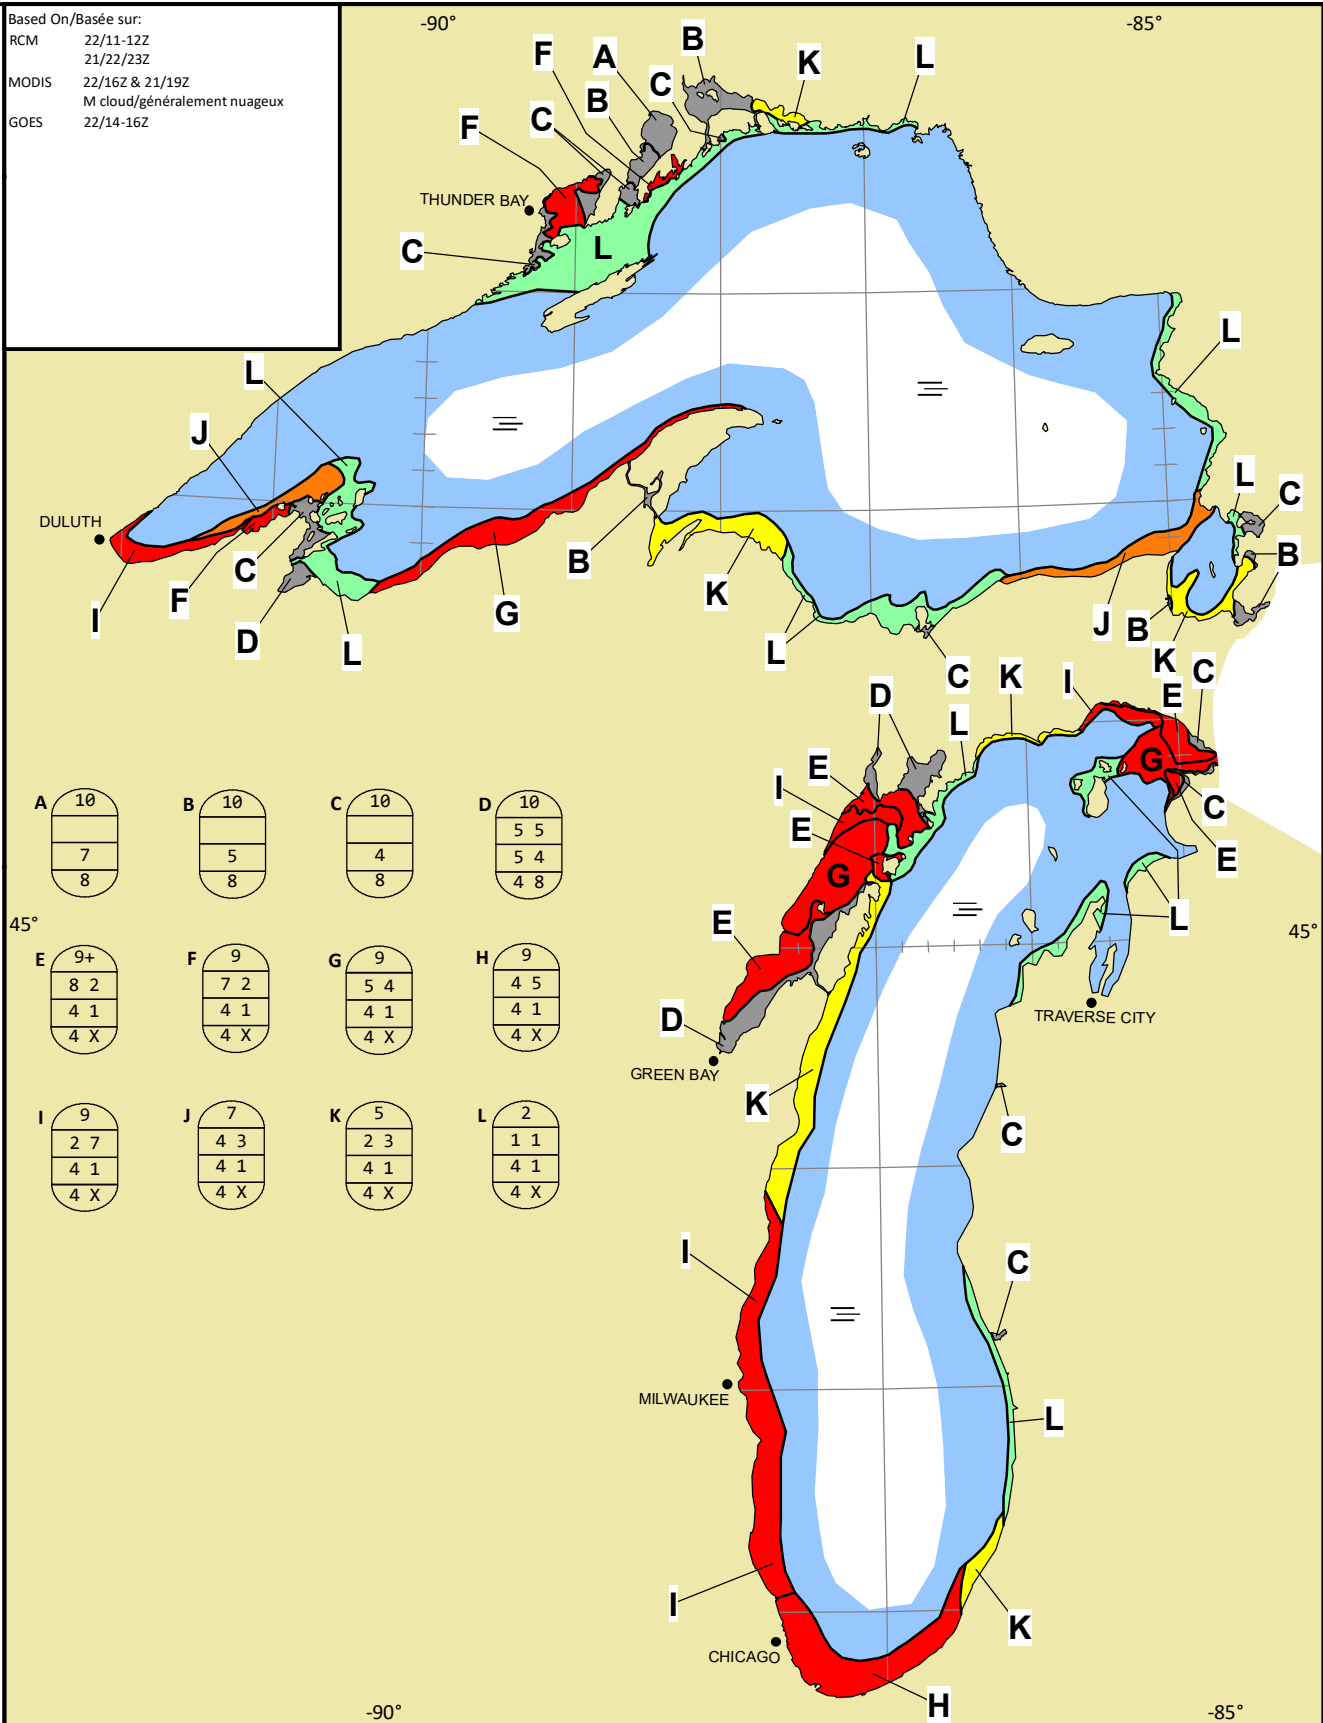 Based On/Basée sur:
RCM 22/11-12Z
21/22/23Z
MODIS 22/16Z & 21/19Z
M cloud/généralement nuageux
GOES 22/14-16Z
-90° -85°
B
F A K L
B C
C
F
THUNDER BAY
L
C
L
L
J
L C
DULUTH
C B
B
F K
I G J B
D L L K
C K I E C
D
L
G
E
I C
E
E
G
L
E
D
TRAVERSE CITY
GREEN BAY
K
C
I C
MILWAUKEE
L
I
K
CHICAGO
H
A 10
7
8
B 10
5
8
C 10
4
8
D 10
5 5
5 4
4 8
45° 45°
E 9+
8 2
4 1
4 X
F 9
7 2
4 1
4 X
G 9
5 4
4 1
4 X
H 9
4 5
4 1
4 X
I 9
2 7
4 1
4 X
J 7
4 3
4 1
4 X
K 5
2 3
4 1
4 X
L 2
1 1
4 1
4 X
-90° -85°